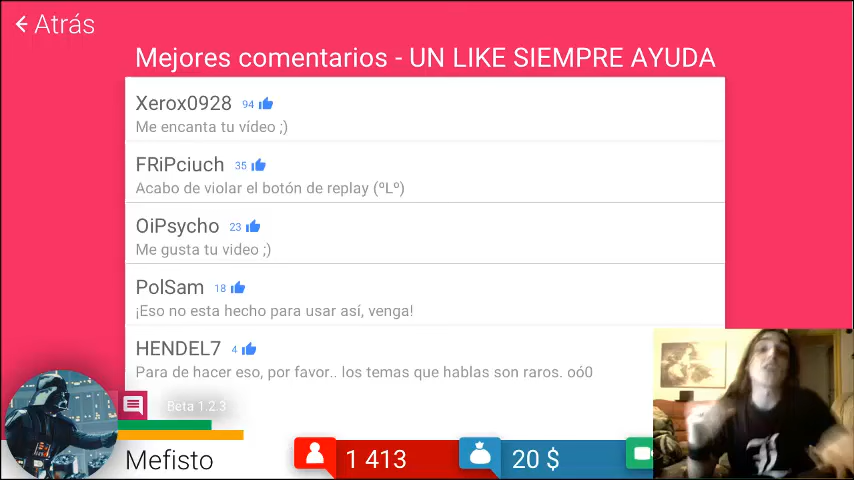 Atrás
Mejores comentarios - UN LIKE SIEMPRE AYUDA
Xerox0928 94
Me encanta tu vídeo ;)
FRiPciuch 35
Acabo de violar el botón de replay (ºLº)
OiPsycho 23
Me gusta tu video ;)
PolSam 18
¡Eso no esta hecho para usar así, venga!
HENDEL7 4
Para de hacer eso, por favor.. los temas que hablas son raros. oó0
Beta 1.2.3
Mefisto
1 413
20 $